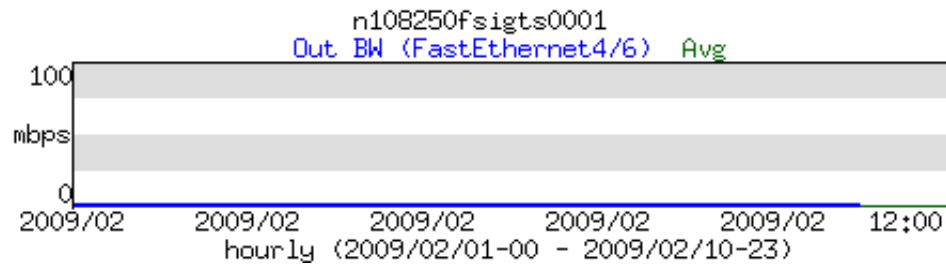 n108250fsigts0001
Out BW (FastEthernet4/6) Avg
100
mbps
0
2009/02 2009/02 2009/02 2009/02 2009/02 12:00
hourly (2009/02/01-00 - 2009/02/10-23)